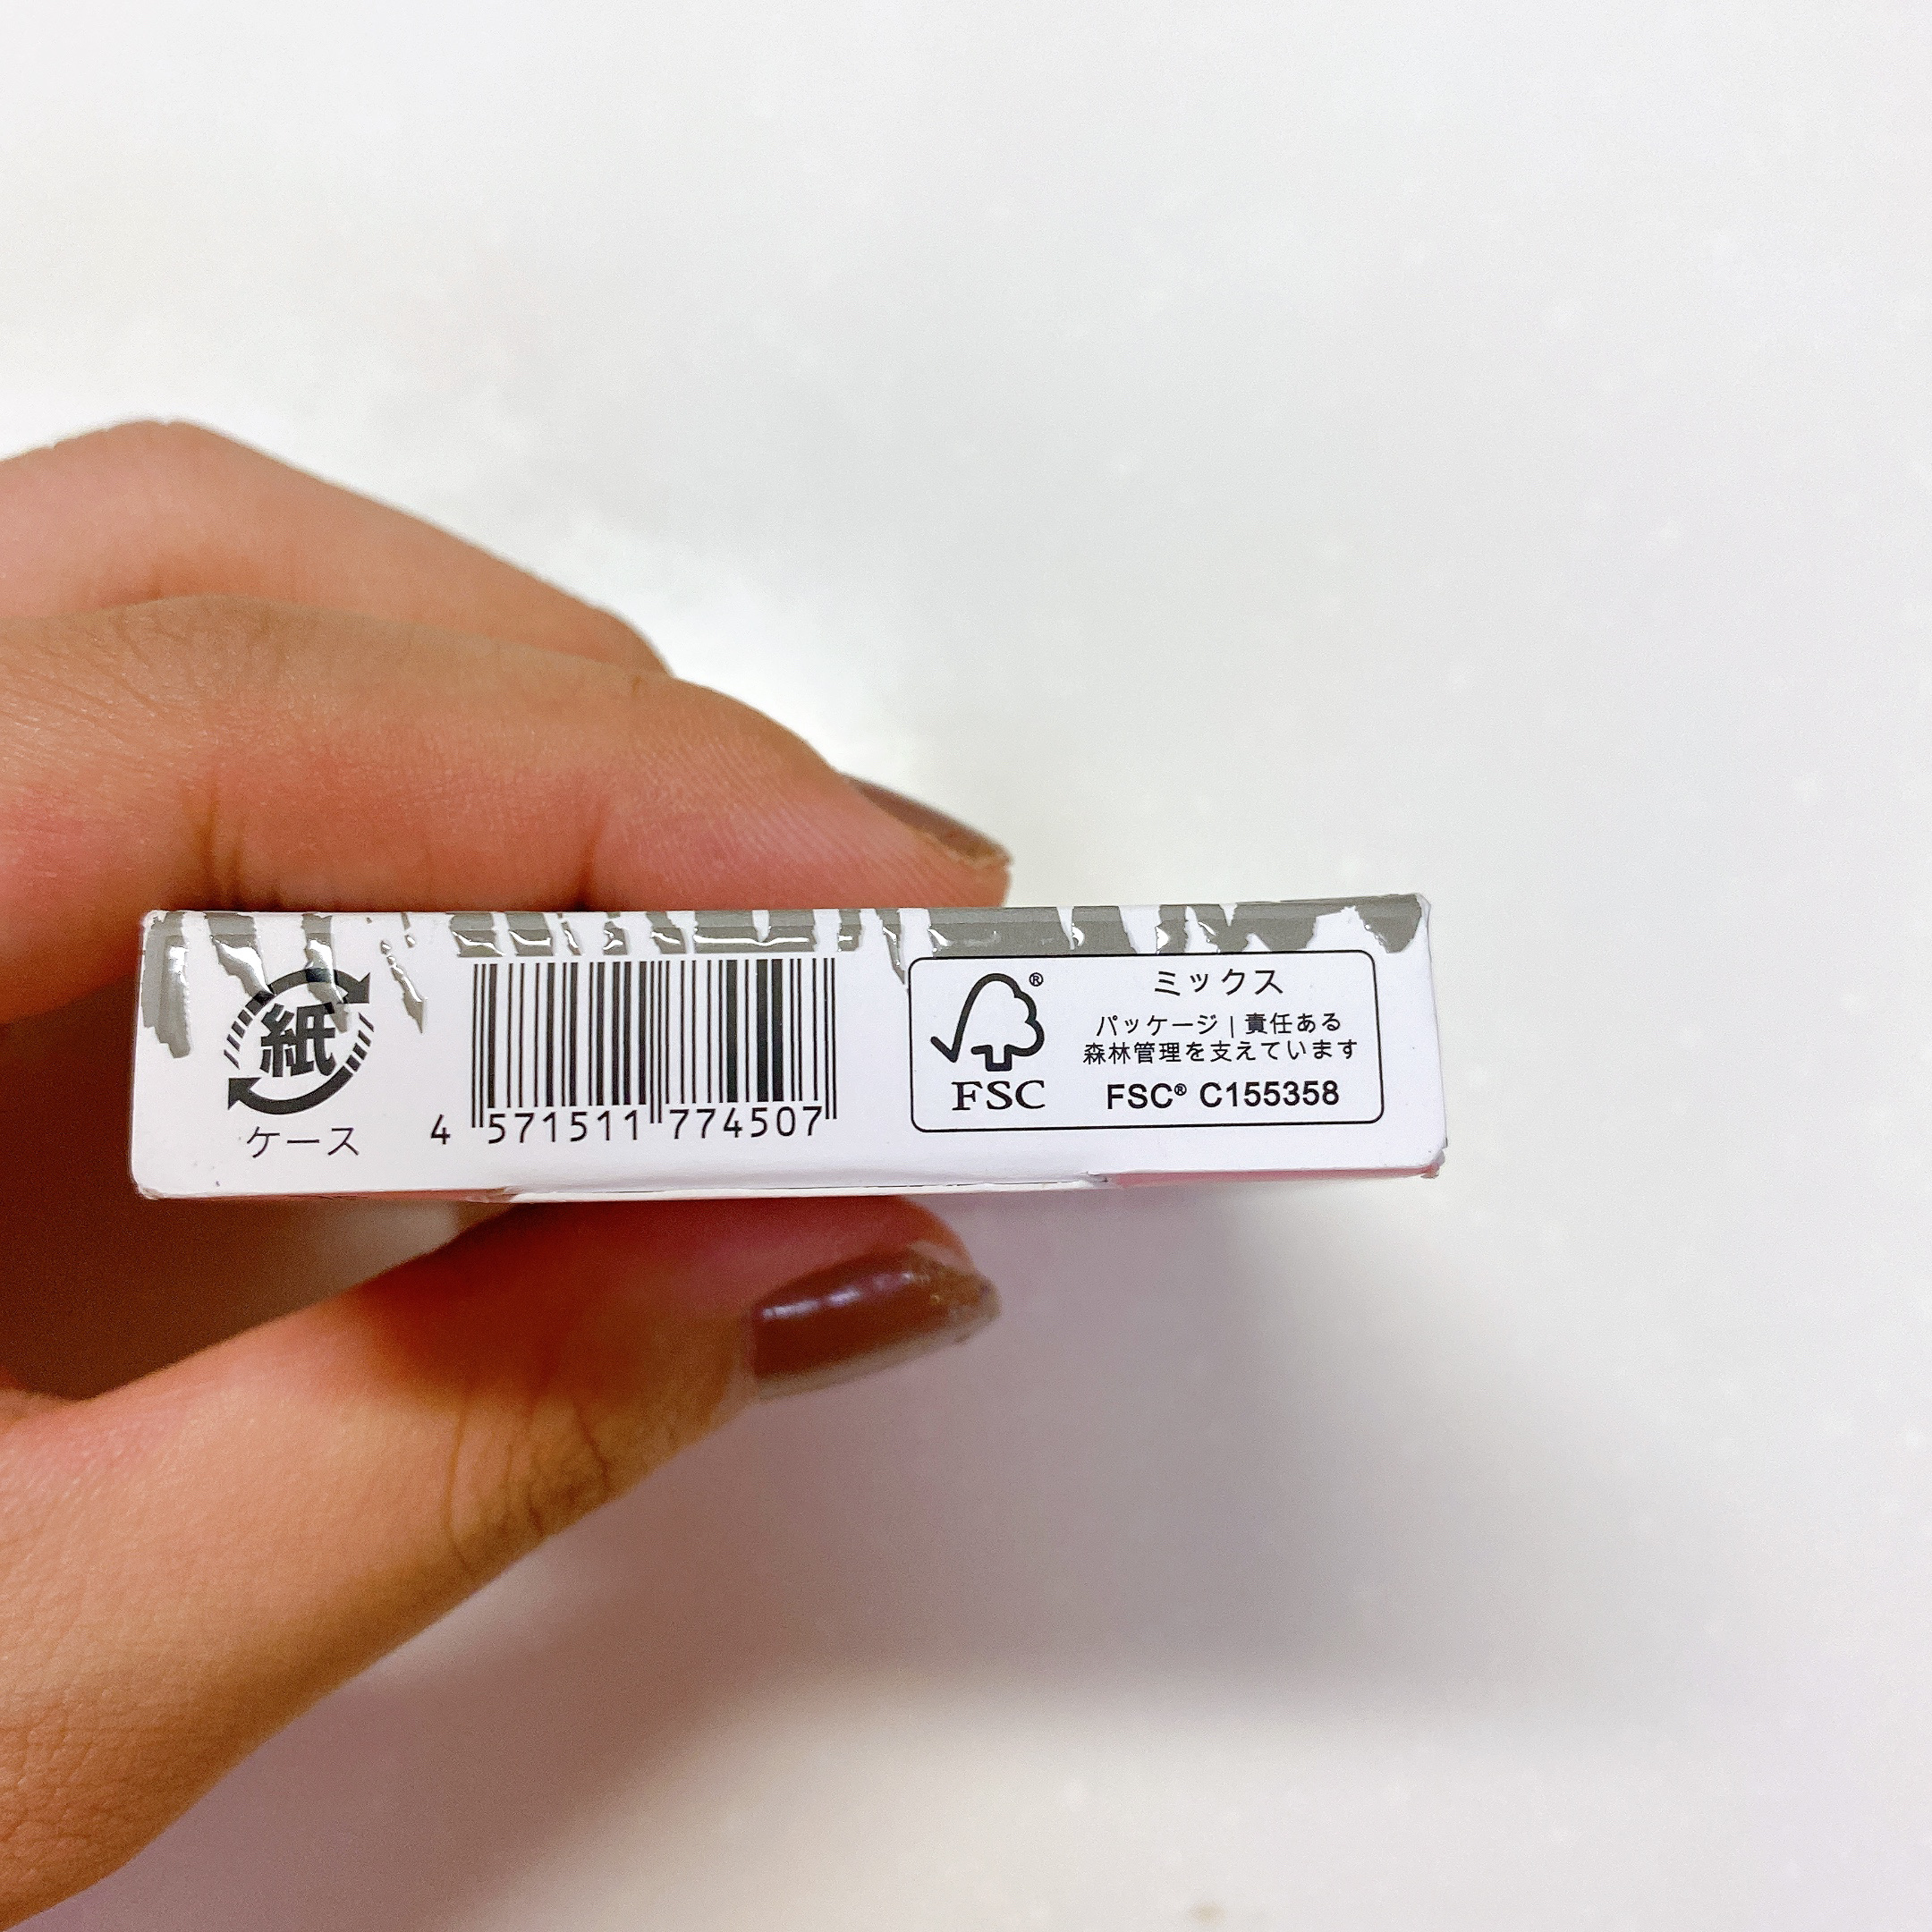 紙
ケース
4 571511 774507
®
FSC
ミックス
パッケージ | 責任ある
森林管理を支えています
FSC® C155358